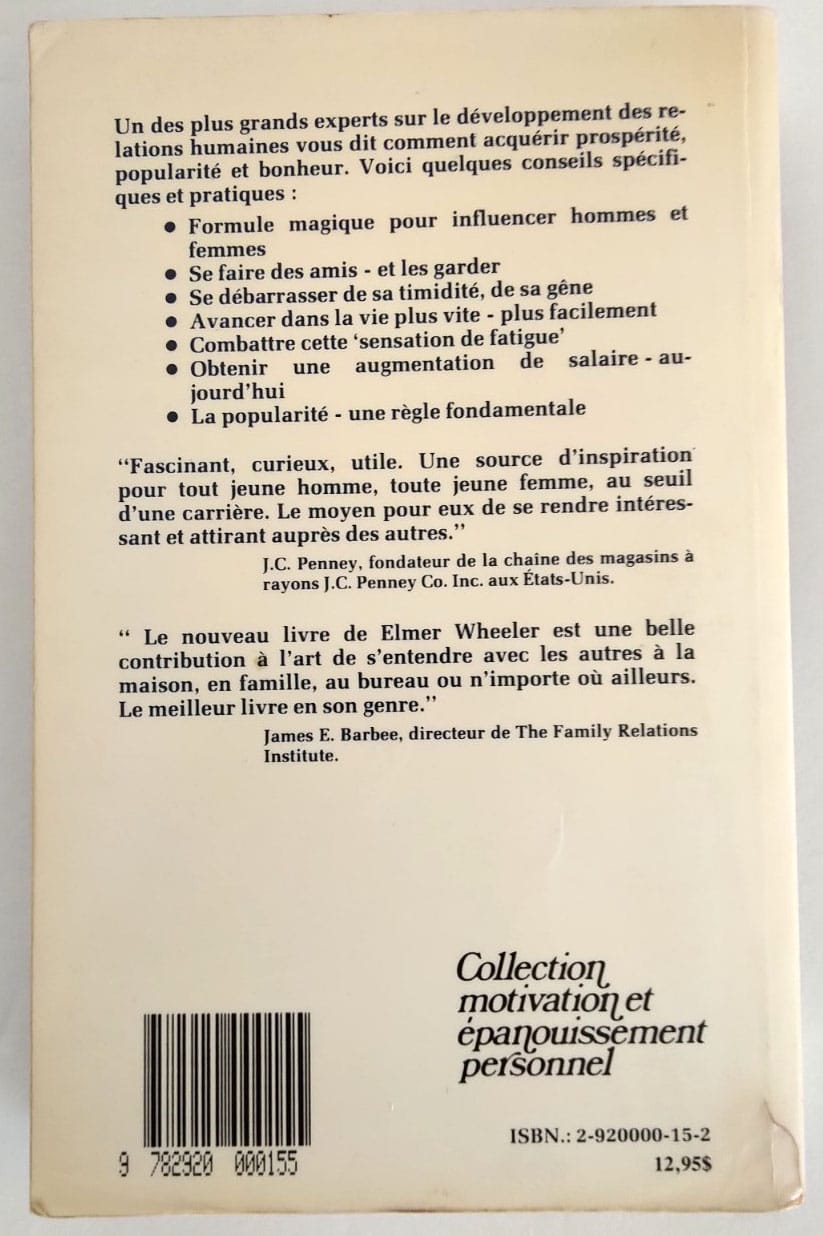 Un des plus grands experts sur le développement des re-
lations humaines vous dit comment acquérir prospérité,
popularité et bonheur. Voici quelques conseils spécifi-
ques et pratiques :
● Formule magique pour influencer hommes et
femmes
● Se faire des amis - et les garder
● Se débarrasser de sa timidité, de sa gêne
● Avancer dans la vie plus vite - plus facilement
● Combattre cette ‘sensation de fatigue’
● Obtenir une augmentation de salaire - au-
jourd’hui
● La popularité - une règle fondamentale
“Fascinant, curieux, utile. Une source d’inspiration
pour tout jeune homme, toute jeune femme, au seuil
d’une carrière. Le moyen pour eux de se rendre intéres-
sant et attirant auprès des autres.”
J.C. Penney, fondateur de la chaîne des magasins à
rayons J.C. Penney Co. Inc. aux États-Unis.
“ Le nouveau livre de Elmer Wheeler est une belle
contribution à l’art de s’entendre avec les autres à la
maison, en famille, au bureau ou n’importe où ailleurs.
Le meilleur livre en son genre.”
James E. Barbee, directeur de The Family Relations
Institute.
Collection
motivation et
épanouissement
personnel
ISBN.: 2-920000-15-2
12,95$
9 782920 000155